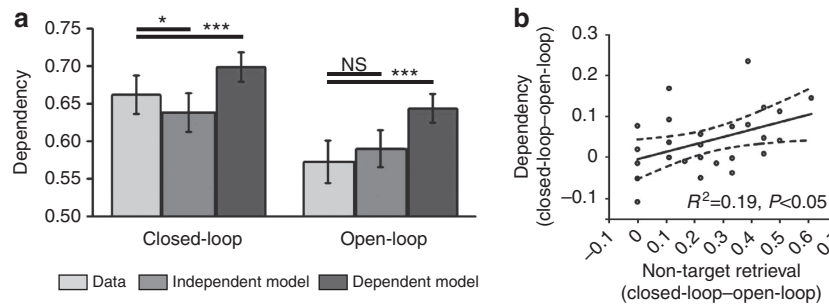 a
b
* ***
NS ***
Dependency
0.75
0.70
0.65
0.60
0.55
0.50
Closed-loop Open-loop
Data Independent model Dependent model
Dependency
(closed-loop–open-loop)
0.3
0.2
0.1
0
–0.1
R²=0.19, P<0.05
–0.1 0 0.1 0.2 0.3 0.4 0.5 0.6
Non-target retrieval
(closed-loop–open-loop)